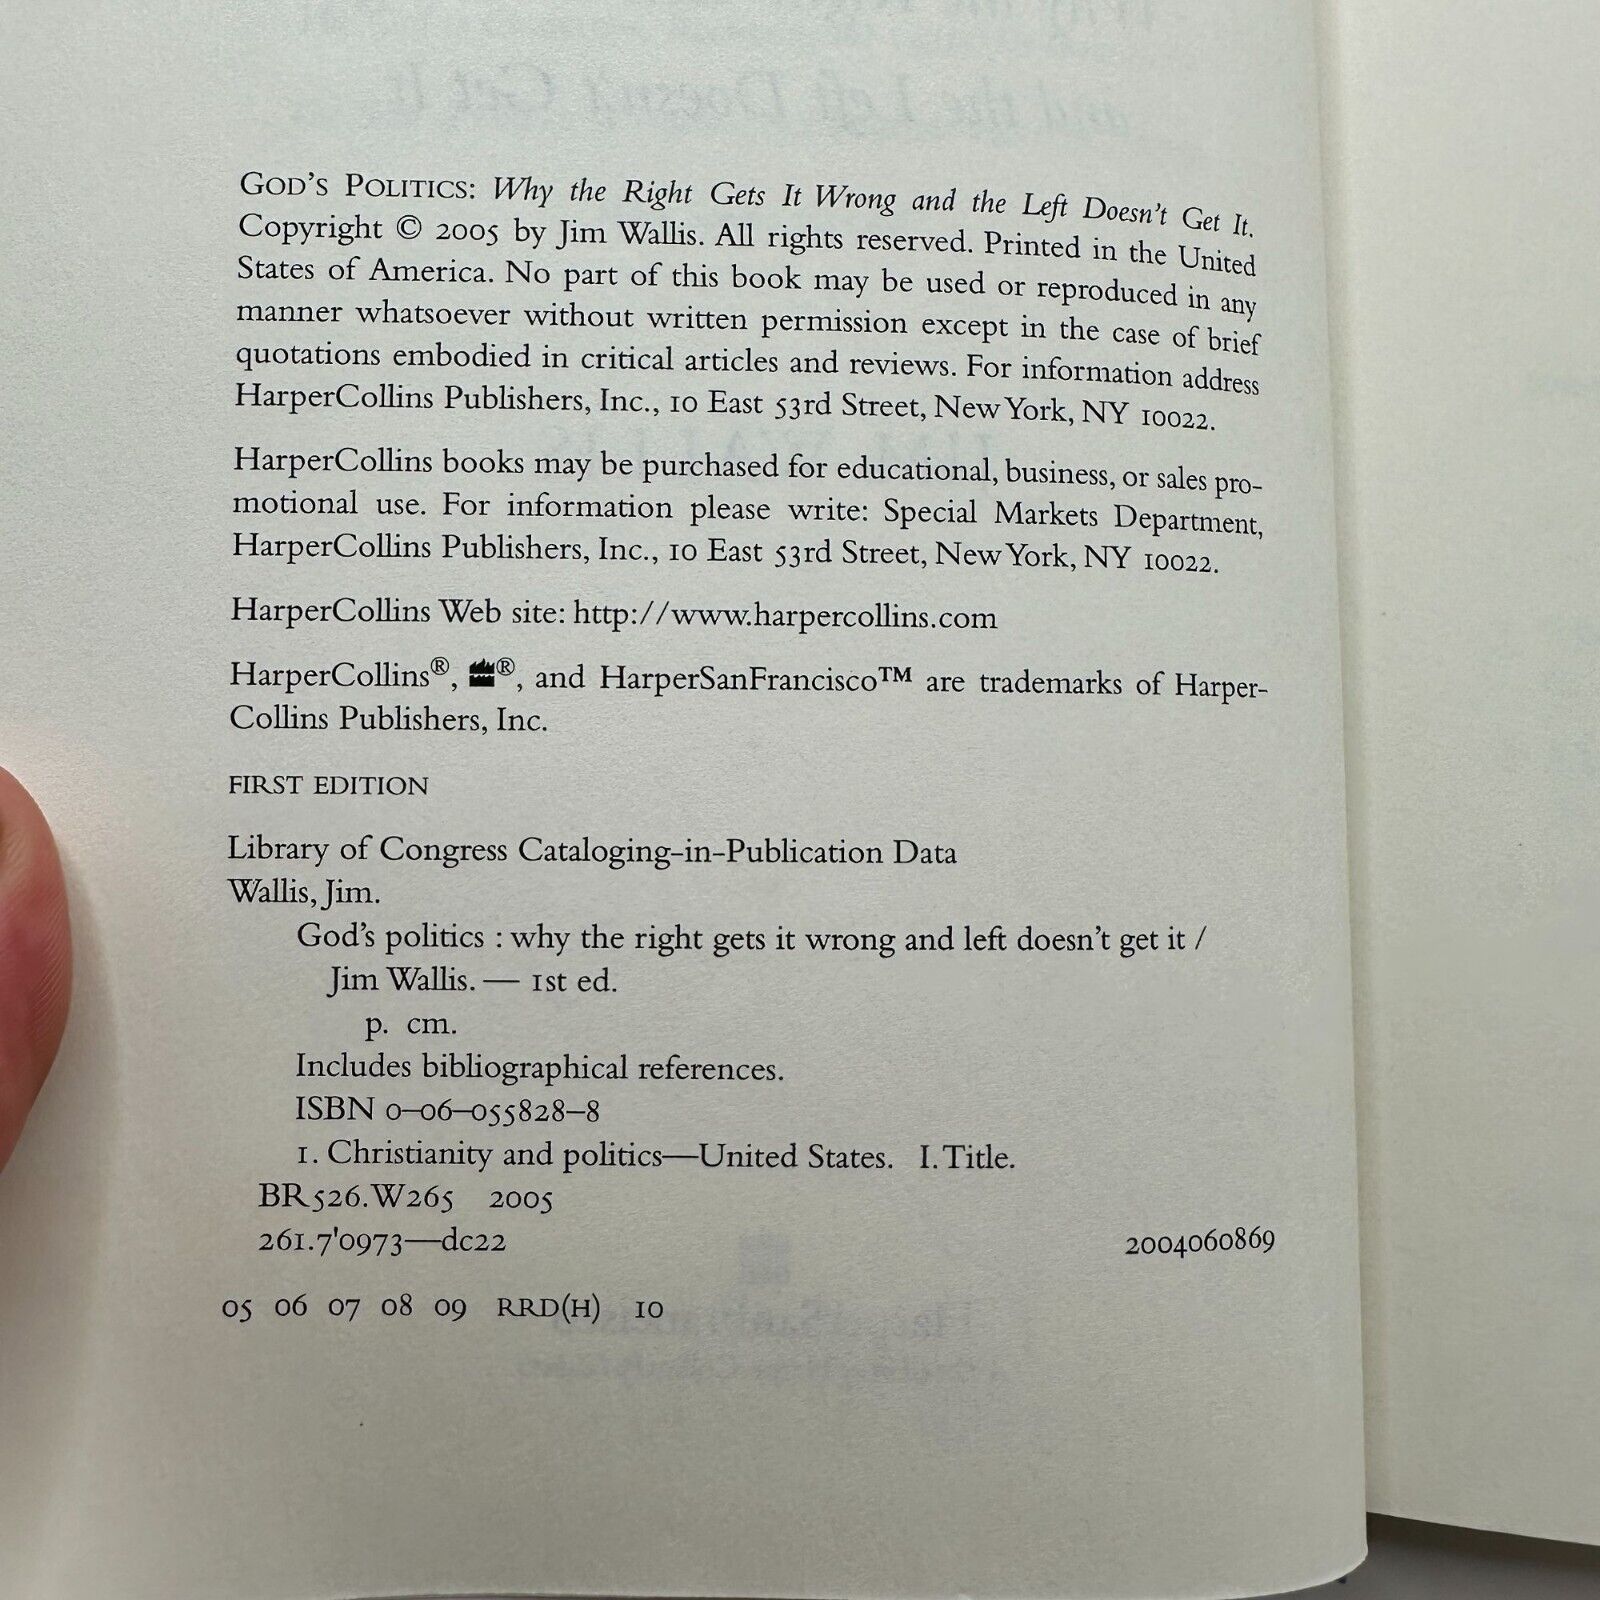 GOD'S POLITICS: Why the Right Gets It Wrong and the Left Doesn't Get It.
Copyright © 2005 by Jim Wallis. All rights reserved. Printed in the United
States of America. No part of this book may be used or reproduced in any
manner whatsoever without written permission except in the case of brief
quotations embodied in critical articles and reviews. For information address
HarperCollins Publishers, Inc., 10 East 53rd Street, New York, NY 10022.
HarperCollins books may be purchased for educational, business, or sales pro-
motional use. For information please write: Special Markets Department,
HarperCollins Publishers, Inc., 10 East 53rd Street, New York, NY 10022.
HarperCollins Web site: http://www.harpercollins.com
HarperCollins®, ®, and HarperSanFrancisco™ are trademarks of Harper-
Collins Publishers, Inc.
FIRST EDITION
Library of Congress Cataloging-in-Publication Data
Wallis, Jim.
God's politics : why the right gets it wrong and left doesn't get it /
Jim Wallis. — 1st ed.
p. cm.
Includes bibliographical references.
ISBN 0–06–055828–8
1. Christianity and politics—United States. I. Title.
BR526.W265 2005
261.7'0973—dc22 2004060869
05 06 07 08 09 RRD(H) 10